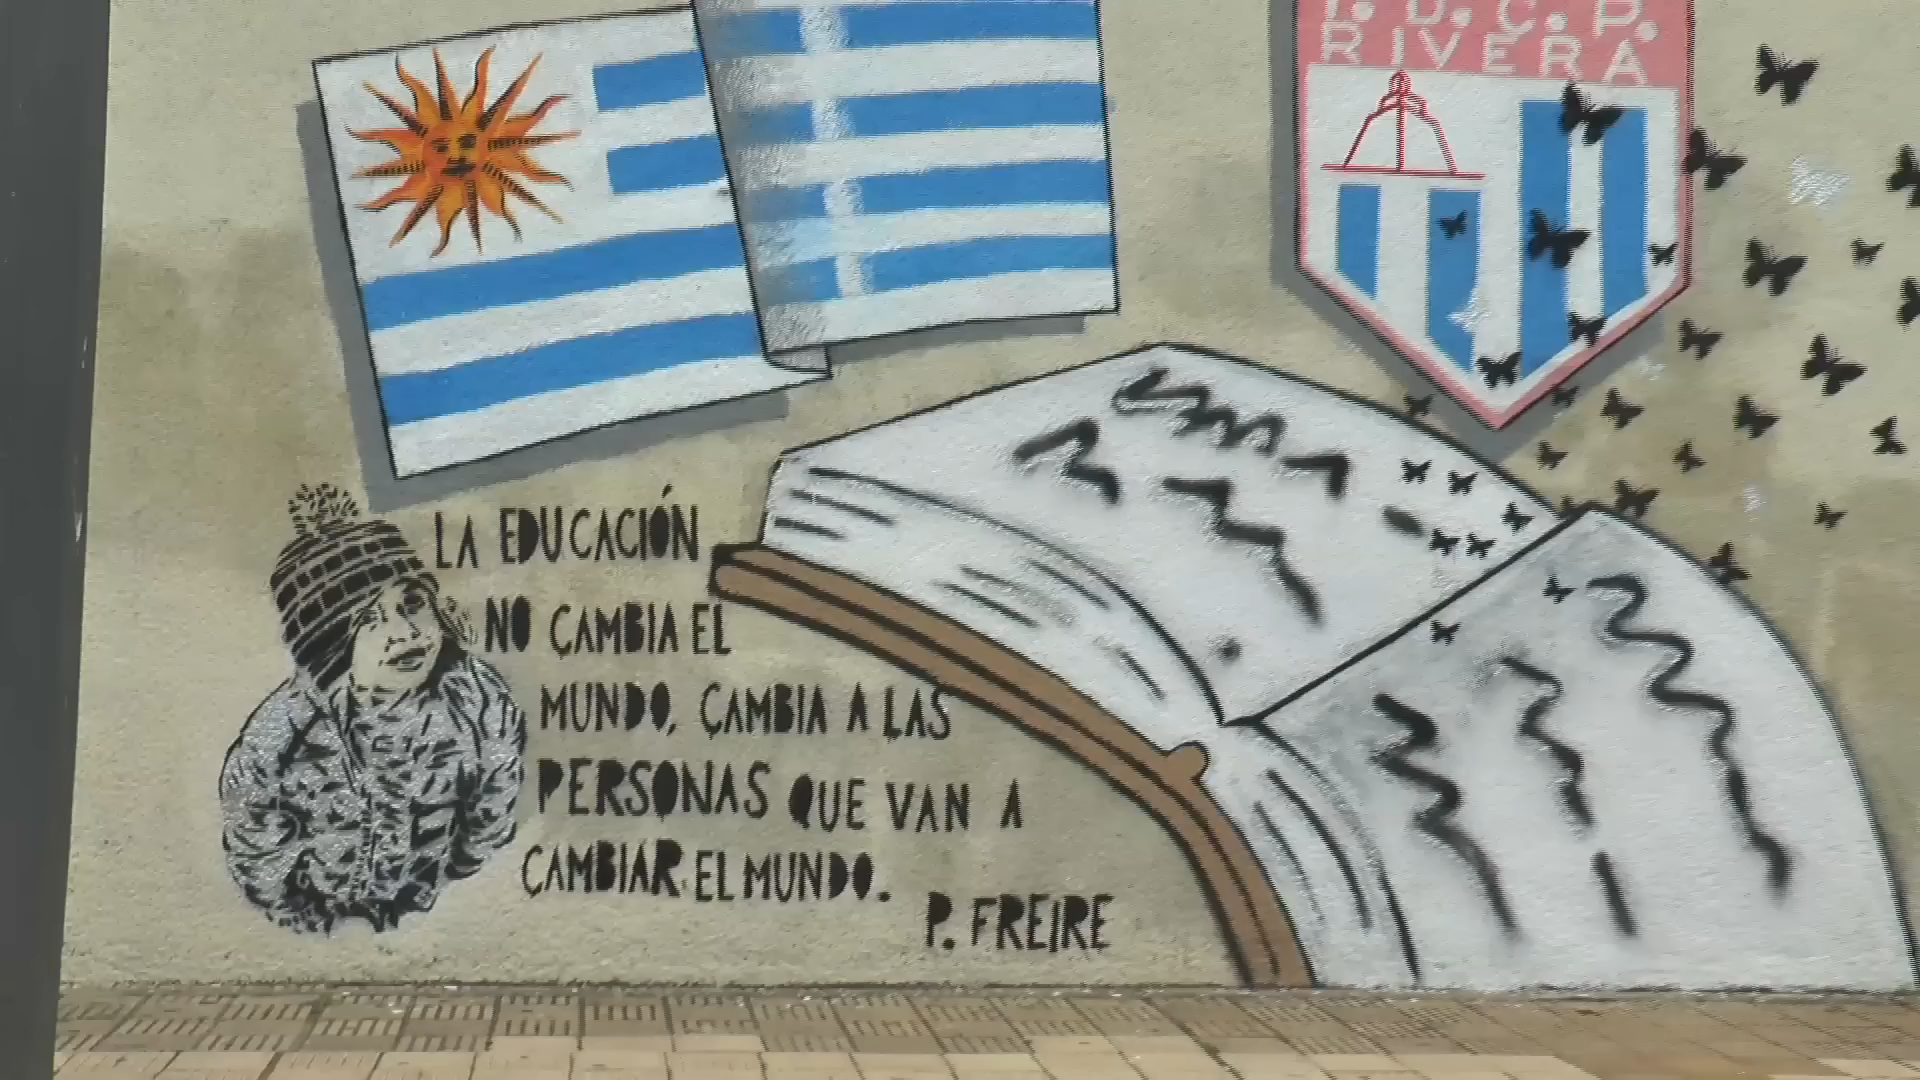 I. D. C. P.
RIVERA
LA EDUCACIÓN
NO CAMBIA EL
MUNDO, CAMBIA A LAS
PERSONAS QUE VAN A
CAMBIAR EL MUNDO.
P. FREIRE